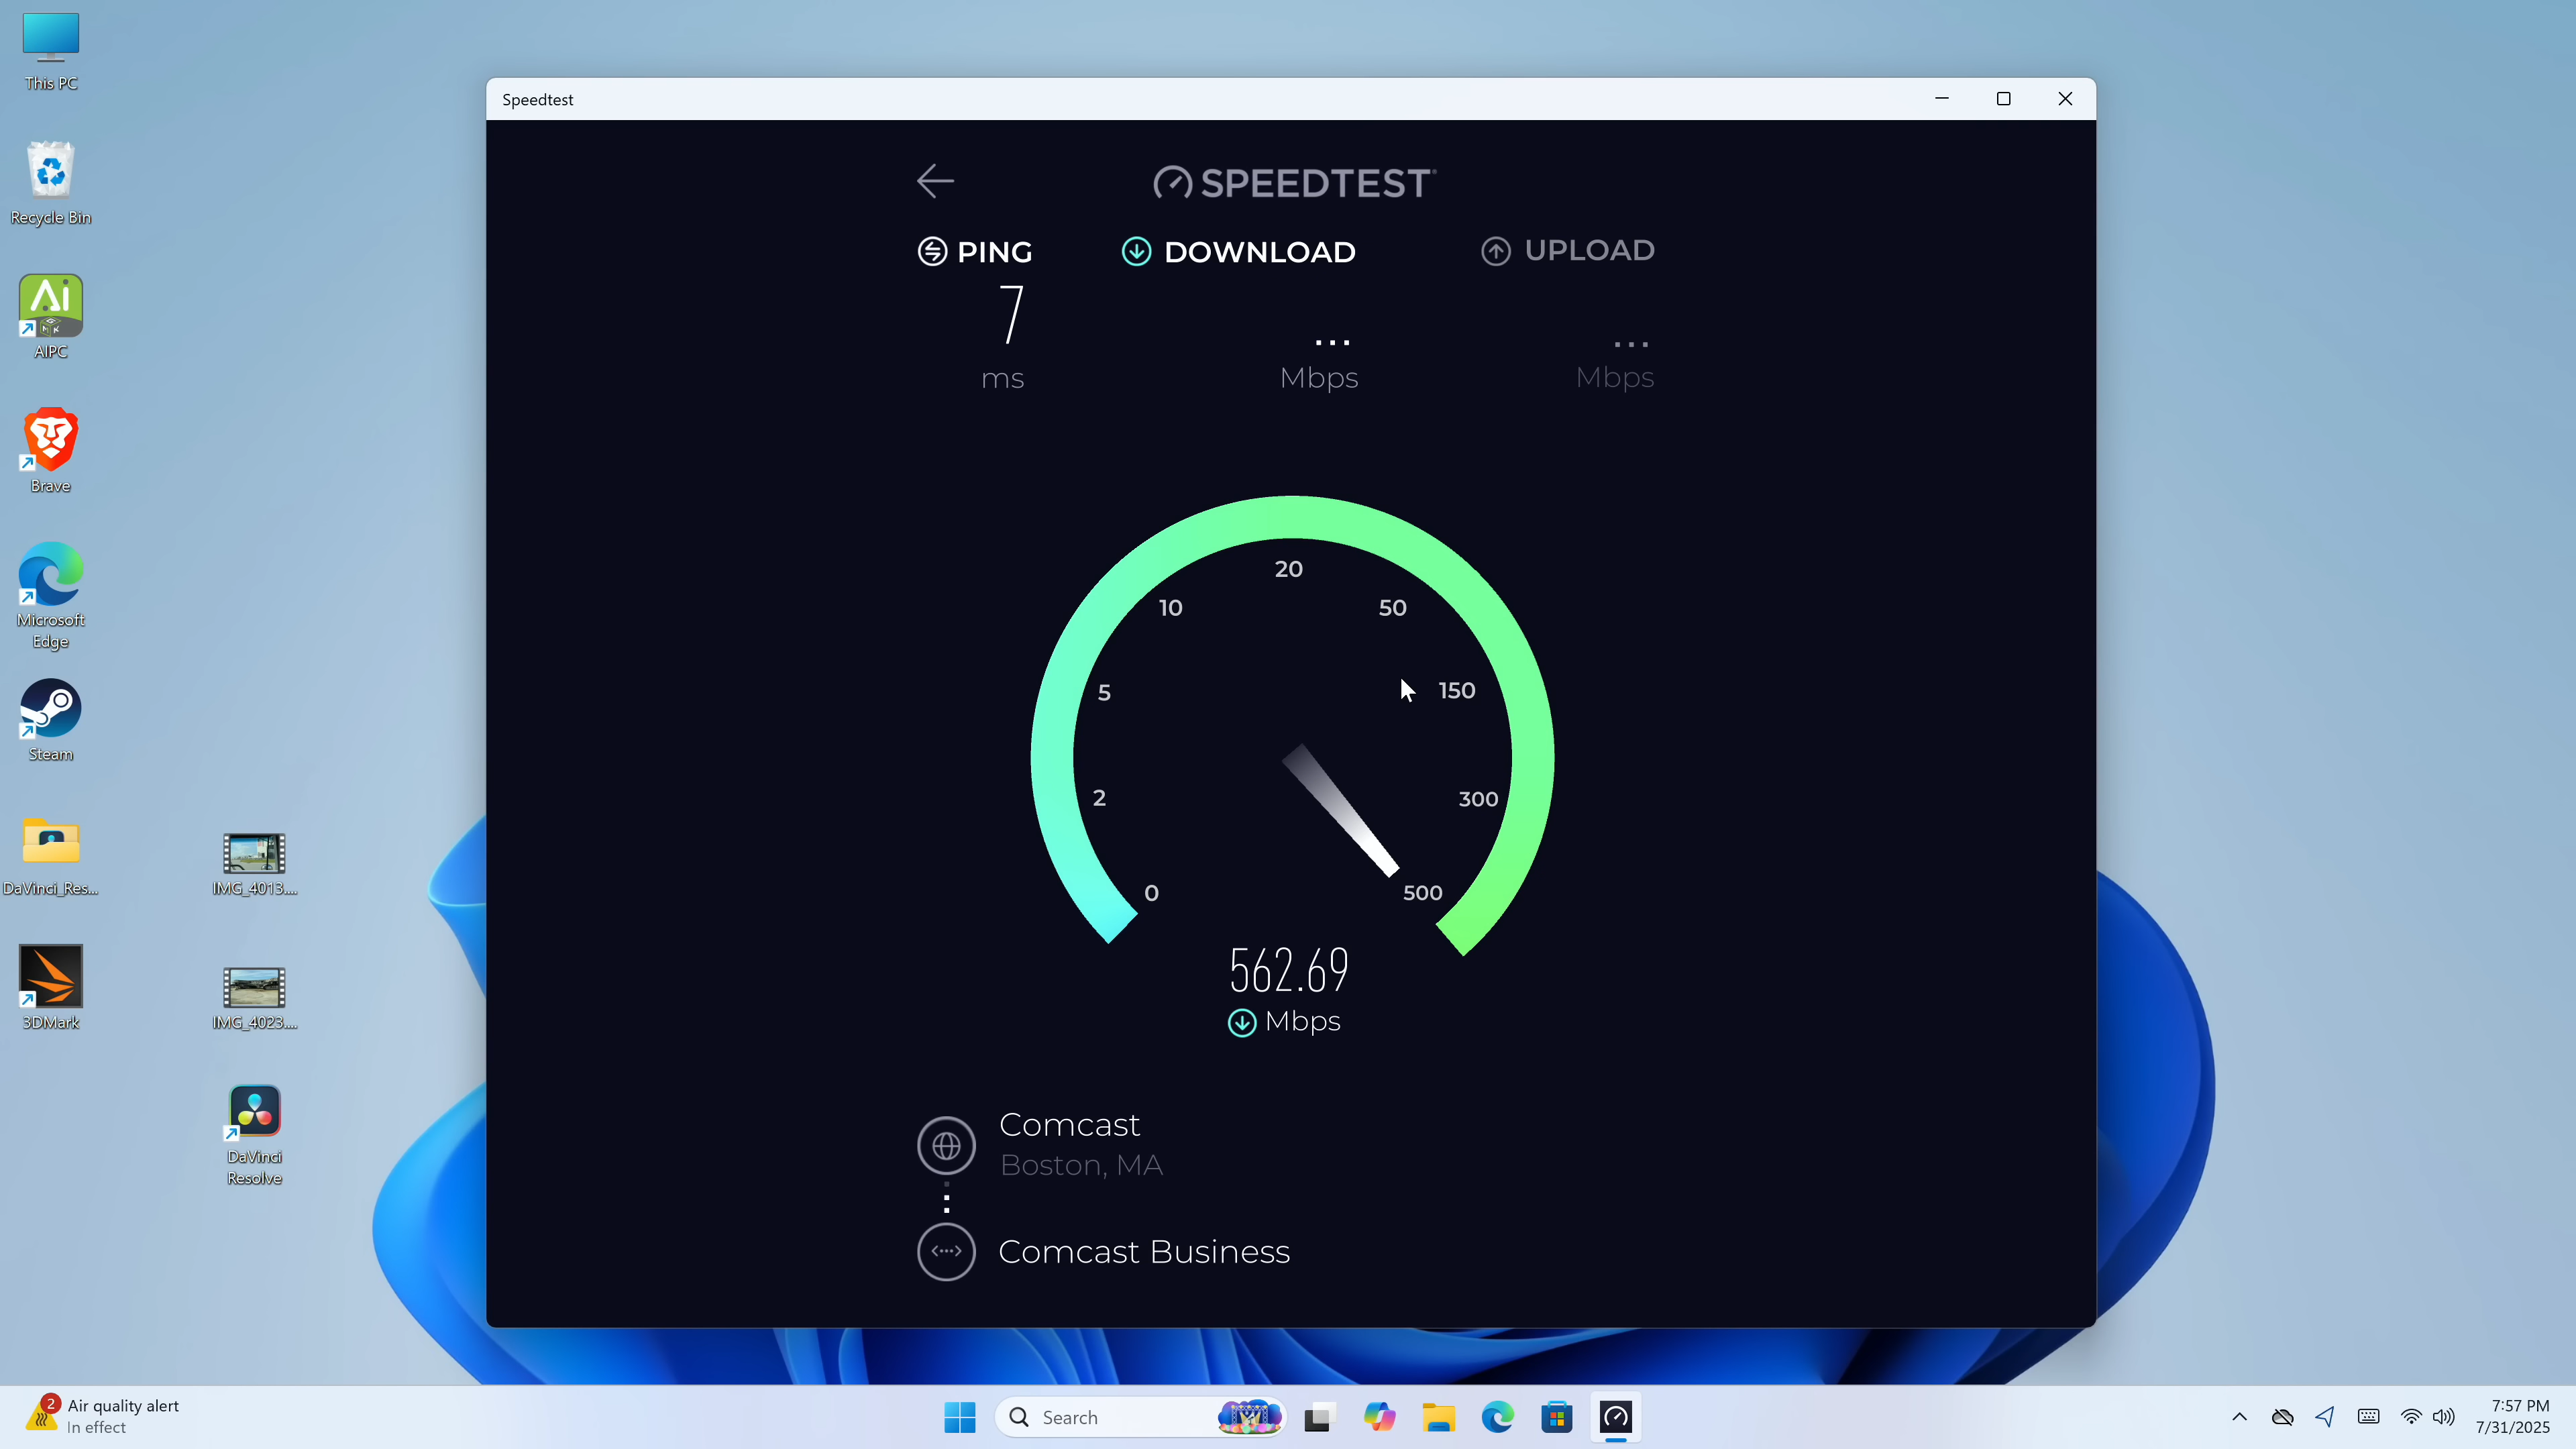 This PC
Recycle Bin
AIPC
Brave
Microsoft
Edge
Steam
DaVinci_Res...
3DMark
IMG_4013....
IMG_4023....
DaVinci
Resolve
Speedtest
SPEEDTEST
PING
7
ms
DOWNLOAD
...
Mbps
UPLOAD
...
Mbps
0
2
5
10
20
50
150
300
500
562.69
Mbps
Comcast
Boston, MA
Comcast Business
2
Air quality alert
In effect
Search
7:57 PM
7/31/2025